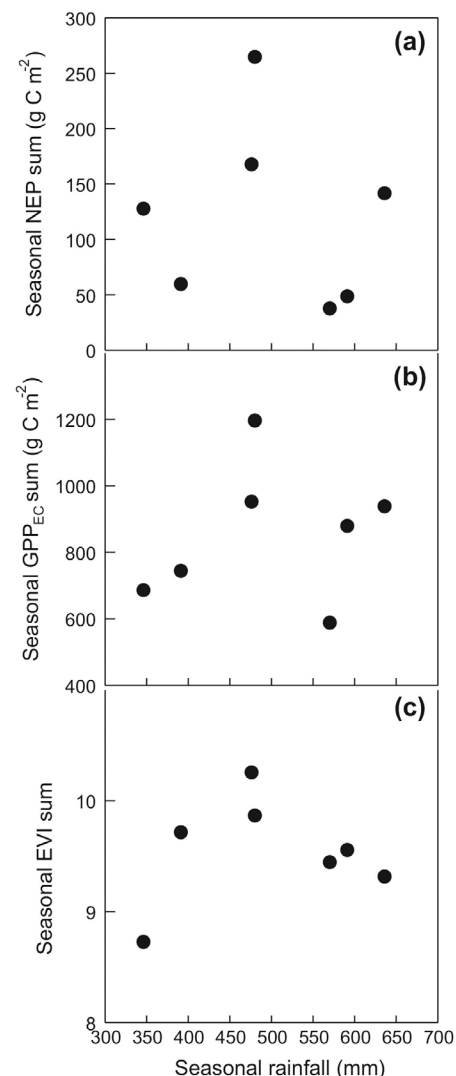 (a)
Seasonal NEP sum (g C m-2)
300
250
200
150
100
50
0
(b)
Seasonal GPPEC sum (g C m-2)
1200
1000
800
600
400
(c)
Seasonal EVI sum
10
9
8
300 350 400 450 500 550 600 650 700
Seasonal rainfall (mm)